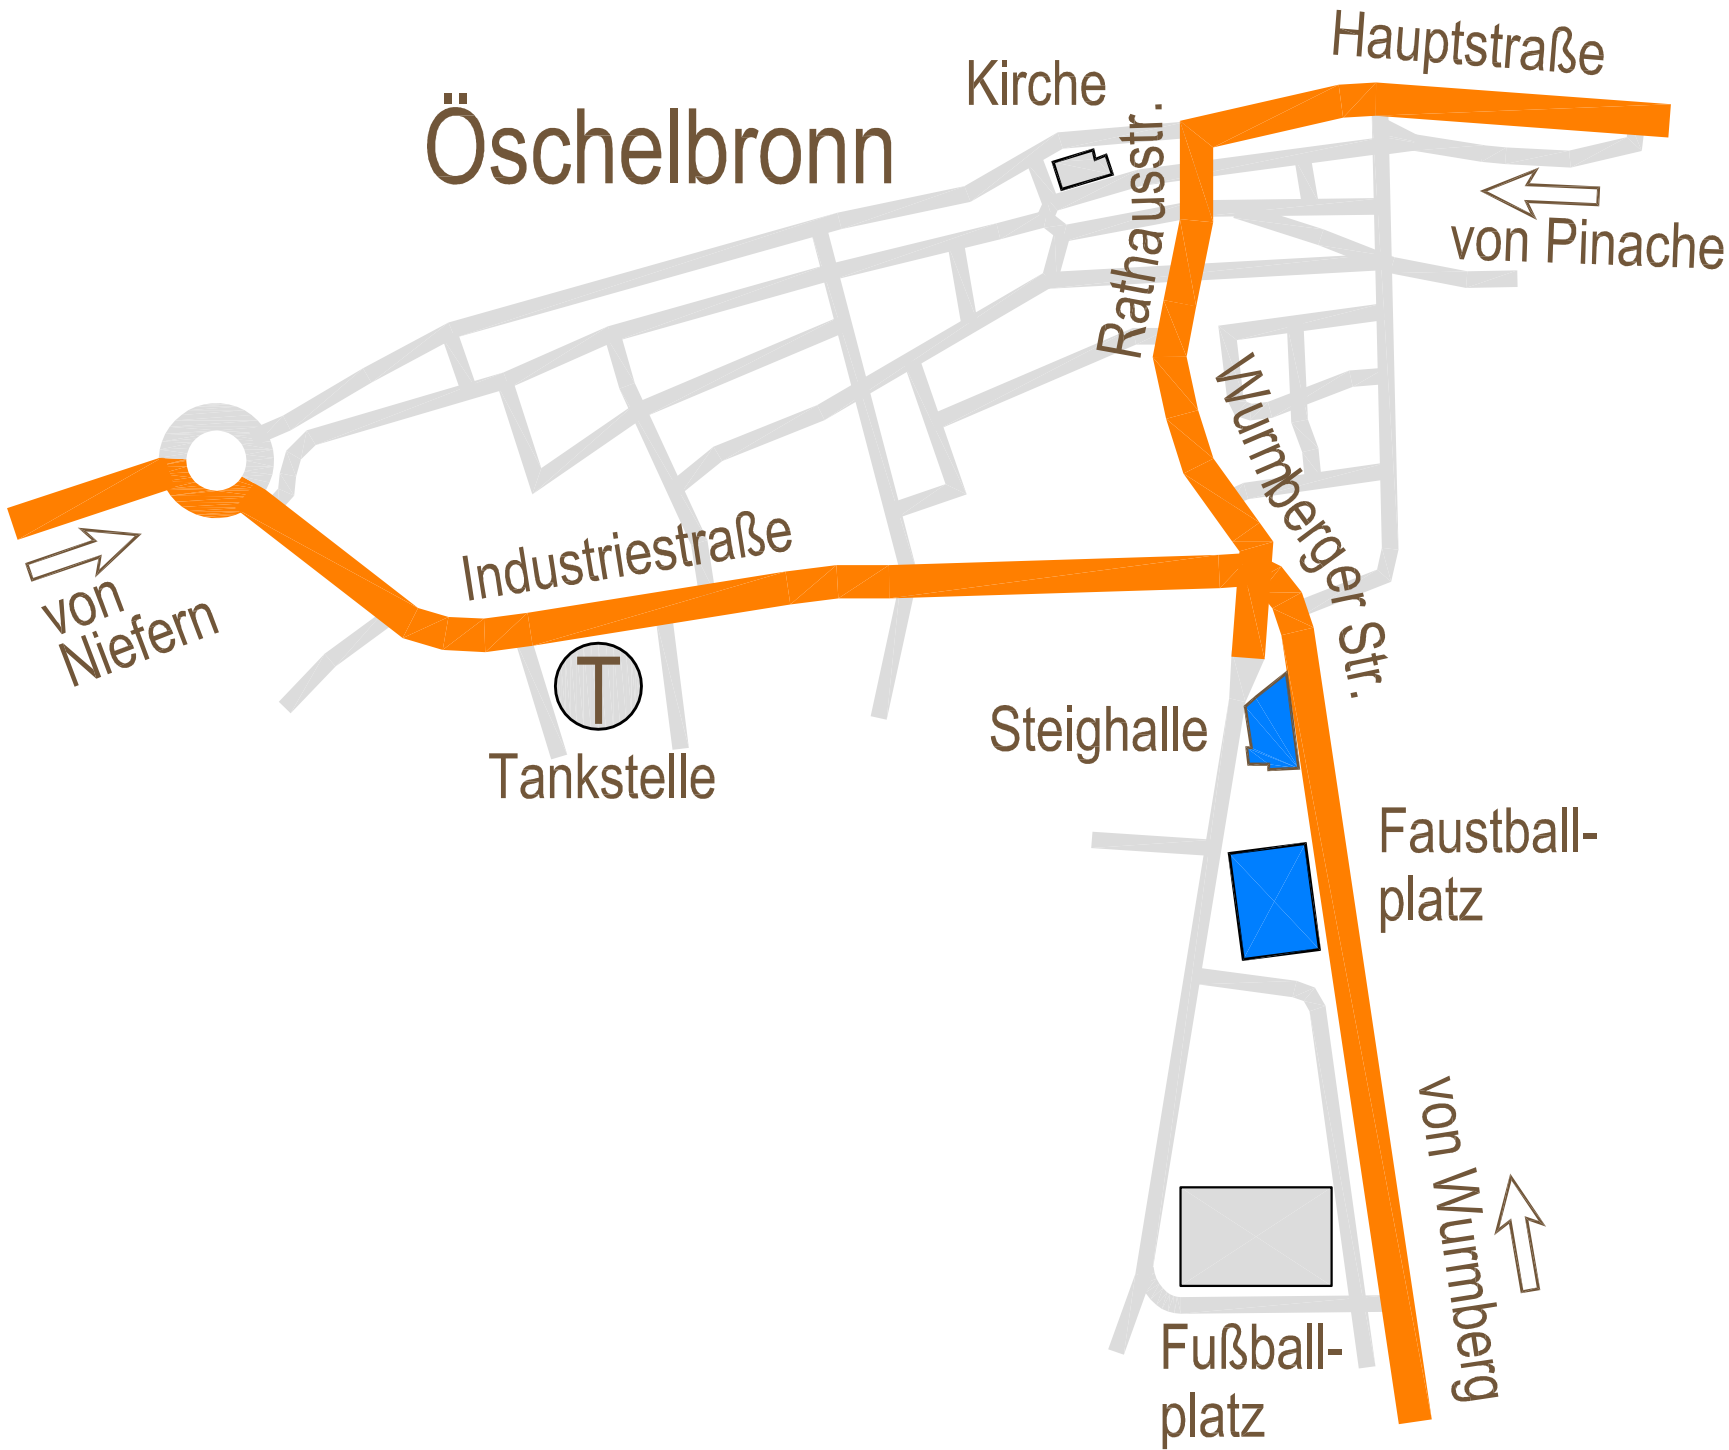 Hauptstraße
Kirche
Öschelbronn
Rathausstr.
von Pinache
Wurmberger Str.
Industriestraße
von
Niefern
T
Tankstelle
Steighalle
Faustball-
platz
von Wurmberg
Fußball-
platz